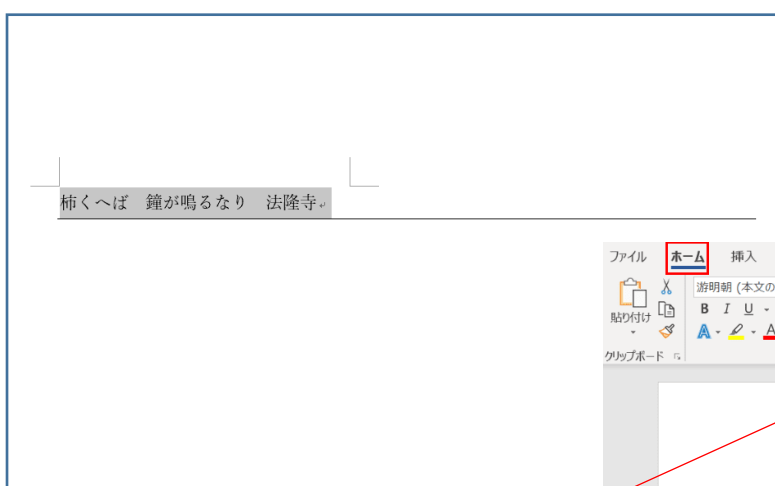 柿くへば　鐘が鳴るなり　法隆寺
ファイル ホーム 挿入
游明朝 (本文の
貼り付け
B I U
A A
クリップボード